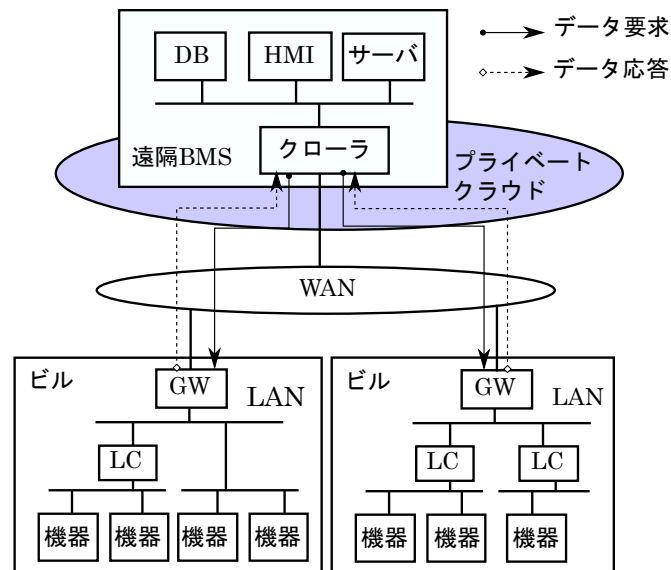 DB
HMI
サーバ
データ要求
データ応答
遠隔BMS
クローラ
プライベート
クラウド
WAN
ビル
GW
LAN
LC
機器
機器
機器
機器
ビル
GW
LAN
LC
LC
機器
機器
機器